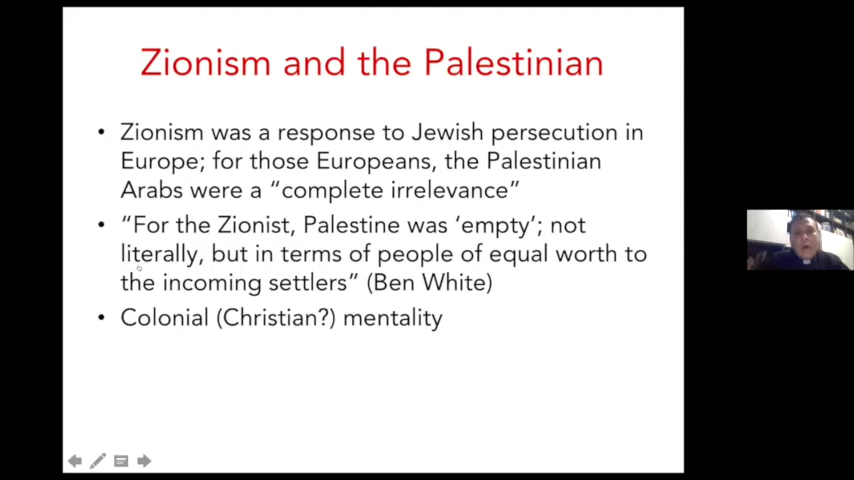 Zionism and the Palestinian
• Zionism was a response to Jewish persecution in
Europe; for those Europeans, the Palestinian
Arabs were a “complete irrelevance”
• “For the Zionist, Palestine was ‘empty’; not
literally, but in terms of people of equal worth to
the incoming settlers” (Ben White)
• Colonial (Christian?) mentality